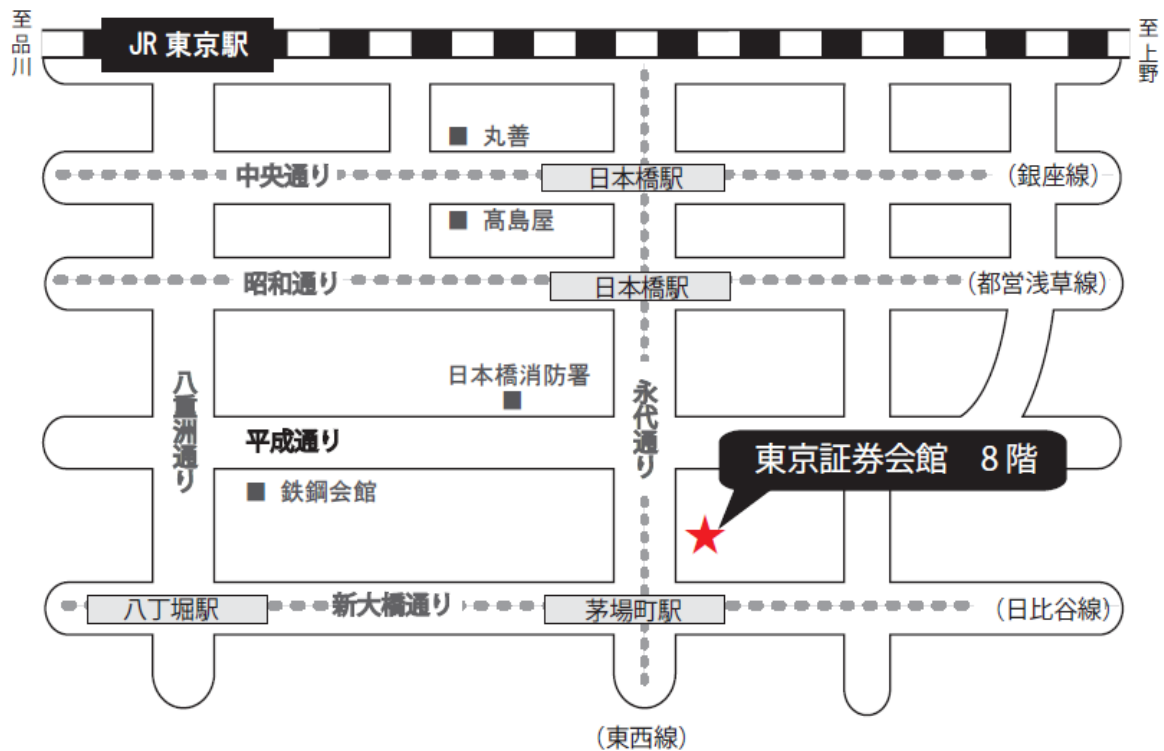 至品川
JR 東京駅
至上野
■ 丸善
中央通り
日本橋駅
(銀座線)
■ 髙島屋
昭和通り
日本橋駅
(都営浅草線)
日本橋消防署
■
八重洲通り
永代通り
平成通り
東京証券会館 8階
■ 鉄鋼会館
八丁堀駅
新大橋通り
茅場町駅
(日比谷線)
(東西線)